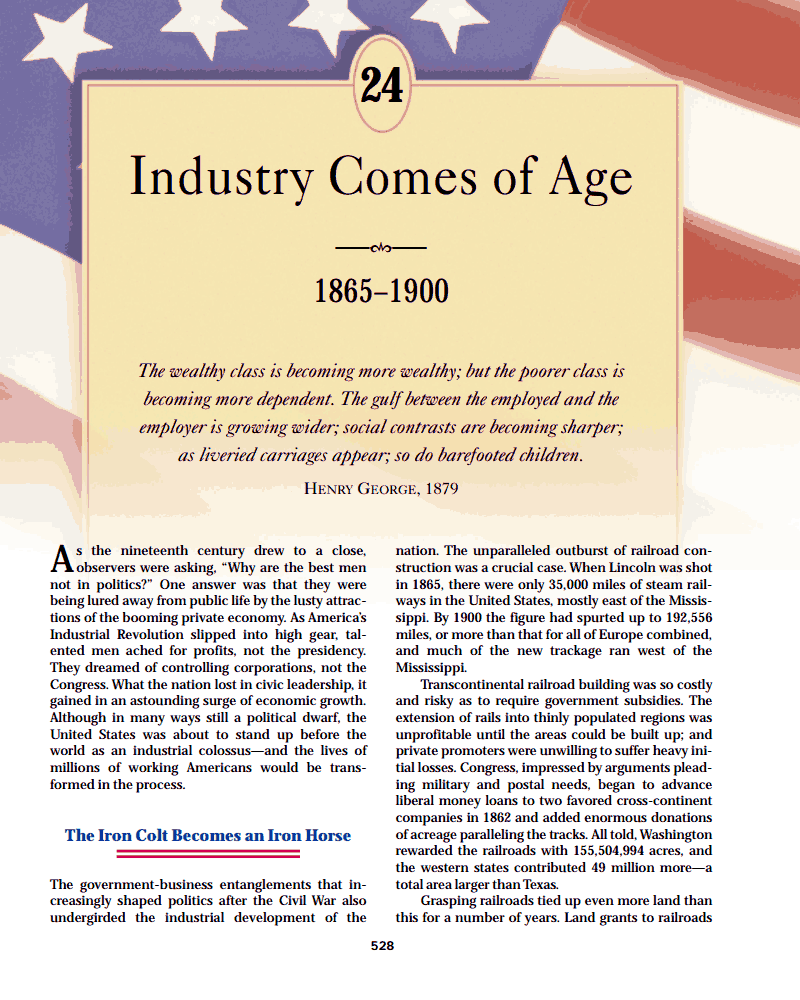 24
Industry Comes of Age
1865–1900
The wealthy class is becoming more wealthy; but the poorer class is
becoming more dependent. The gulf between the employed and the
employer is growing wider; social contrasts are becoming sharper;
as liveried carriages appear; so do barefooted children.
HENRY GEORGE, 1879
As the nineteenth century drew to a close,
observers were asking, “Why are the best men
not in politics?” One answer was that they were
being lured away from public life by the lusty attrac-
tions of the booming private economy. As America’s
Industrial Revolution slipped into high gear, tal-
ented men ached for profits, not the presidency.
They dreamed of controlling corporations, not the
Congress. What the nation lost in civic leadership, it
gained in an astounding surge of economic growth.
Although in many ways still a political dwarf, the
United States was about to stand up before the
world as an industrial colossus—and the lives of
millions of working Americans would be trans-
formed in the process.
The Iron Colt Becomes an Iron Horse
The government-business entanglements that in-
creasingly shaped politics after the Civil War also
undergirded the industrial development of the
nation. The unparalleled outburst of railroad con-
struction was a crucial case. When Lincoln was shot
in 1865, there were only 35,000 miles of steam rail-
ways in the United States, mostly east of the Missis-
sippi. By 1900 the figure had spurted up to 192,556
miles, or more than that for all of Europe combined,
and much of the new trackage ran west of the
Mississippi.
Transcontinental railroad building was so costly
and risky as to require government subsidies. The
extension of rails into thinly populated regions was
unprofitable until the areas could be built up; and
private promoters were unwilling to suffer heavy ini-
tial losses. Congress, impressed by arguments plead-
ing military and postal needs, began to advance
liberal money loans to two favored cross-continent
companies in 1862 and added enormous donations
of acreage paralleling the tracks. All told, Washington
rewarded the railroads with 155,504,994 acres, and
the western states contributed 49 million more—a
total area larger than Texas.
Grasping railroads tied up even more land than
this for a number of years. Land grants to railroads
528